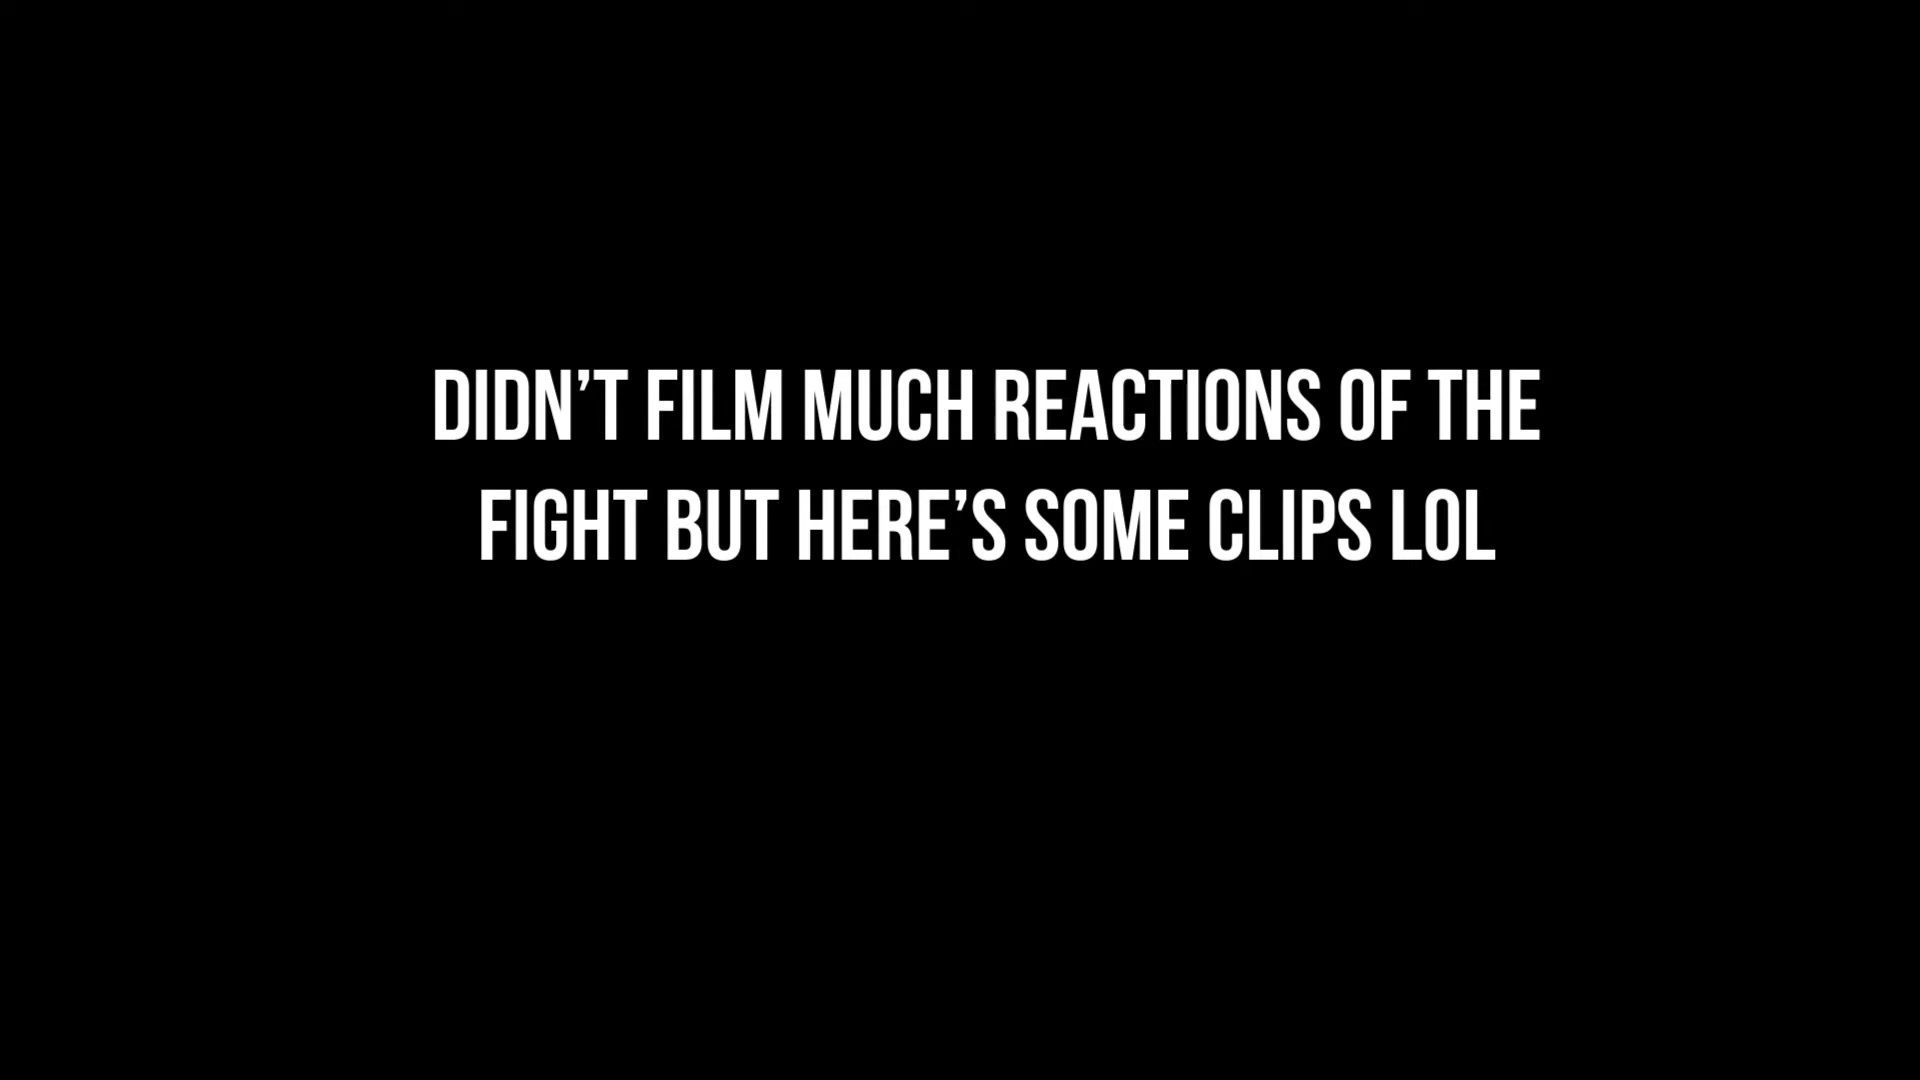 DIDN’T FILM MUCH REACTIONS OF THE
FIGHT BUT HERE’S SOME CLIPS LOL